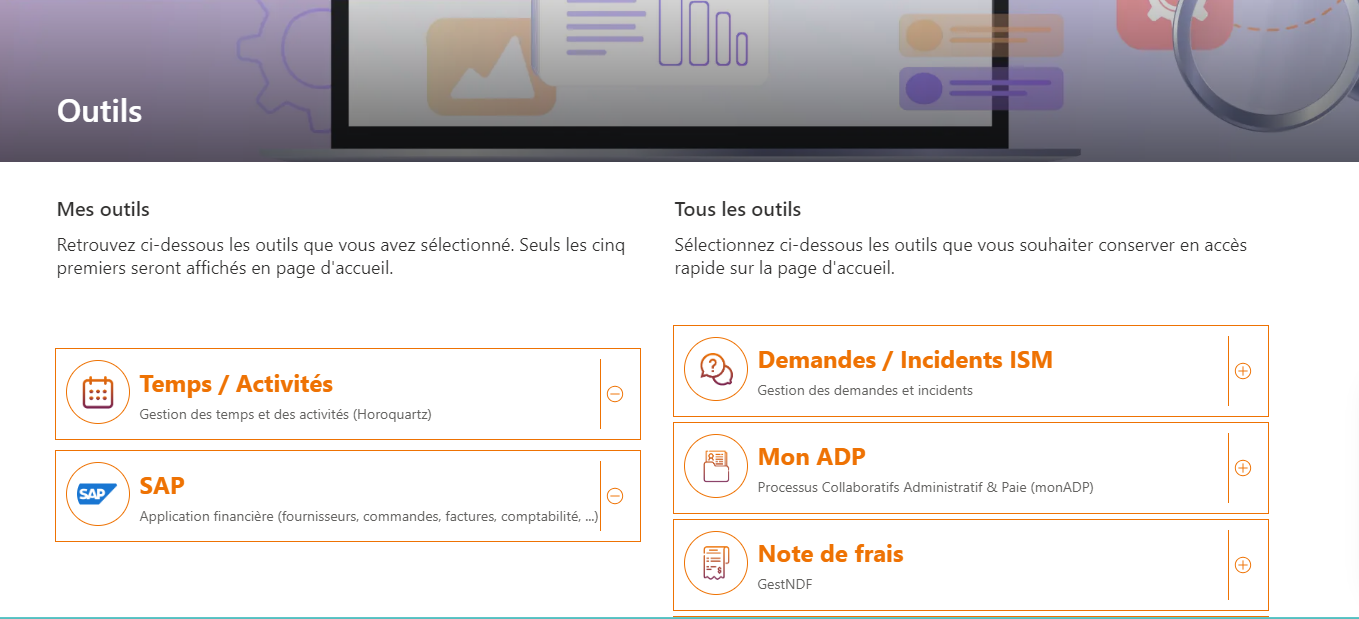 Outils
Mes outils
Retrouvez ci-dessous les outils que vous avez sélectionné. Seuls les cinq
premiers seront affichés en page d'accueil.
Temps / Activités
Gestion des temps et des activités (Horoquartz)
SAP
SAP
Application financière (fournisseurs, commandes, factures, comptabilité, ...)
Tous les outils
Sélectionnez ci-dessous les outils que vous souhaiter conserver en accès
rapide sur la page d'accueil.
Demandes / Incidents ISM
Gestion des demandes et incidents
Mon ADP
Processus Collaboratifs Administratif & Paie (monADP)
Note de frais
GestNDF